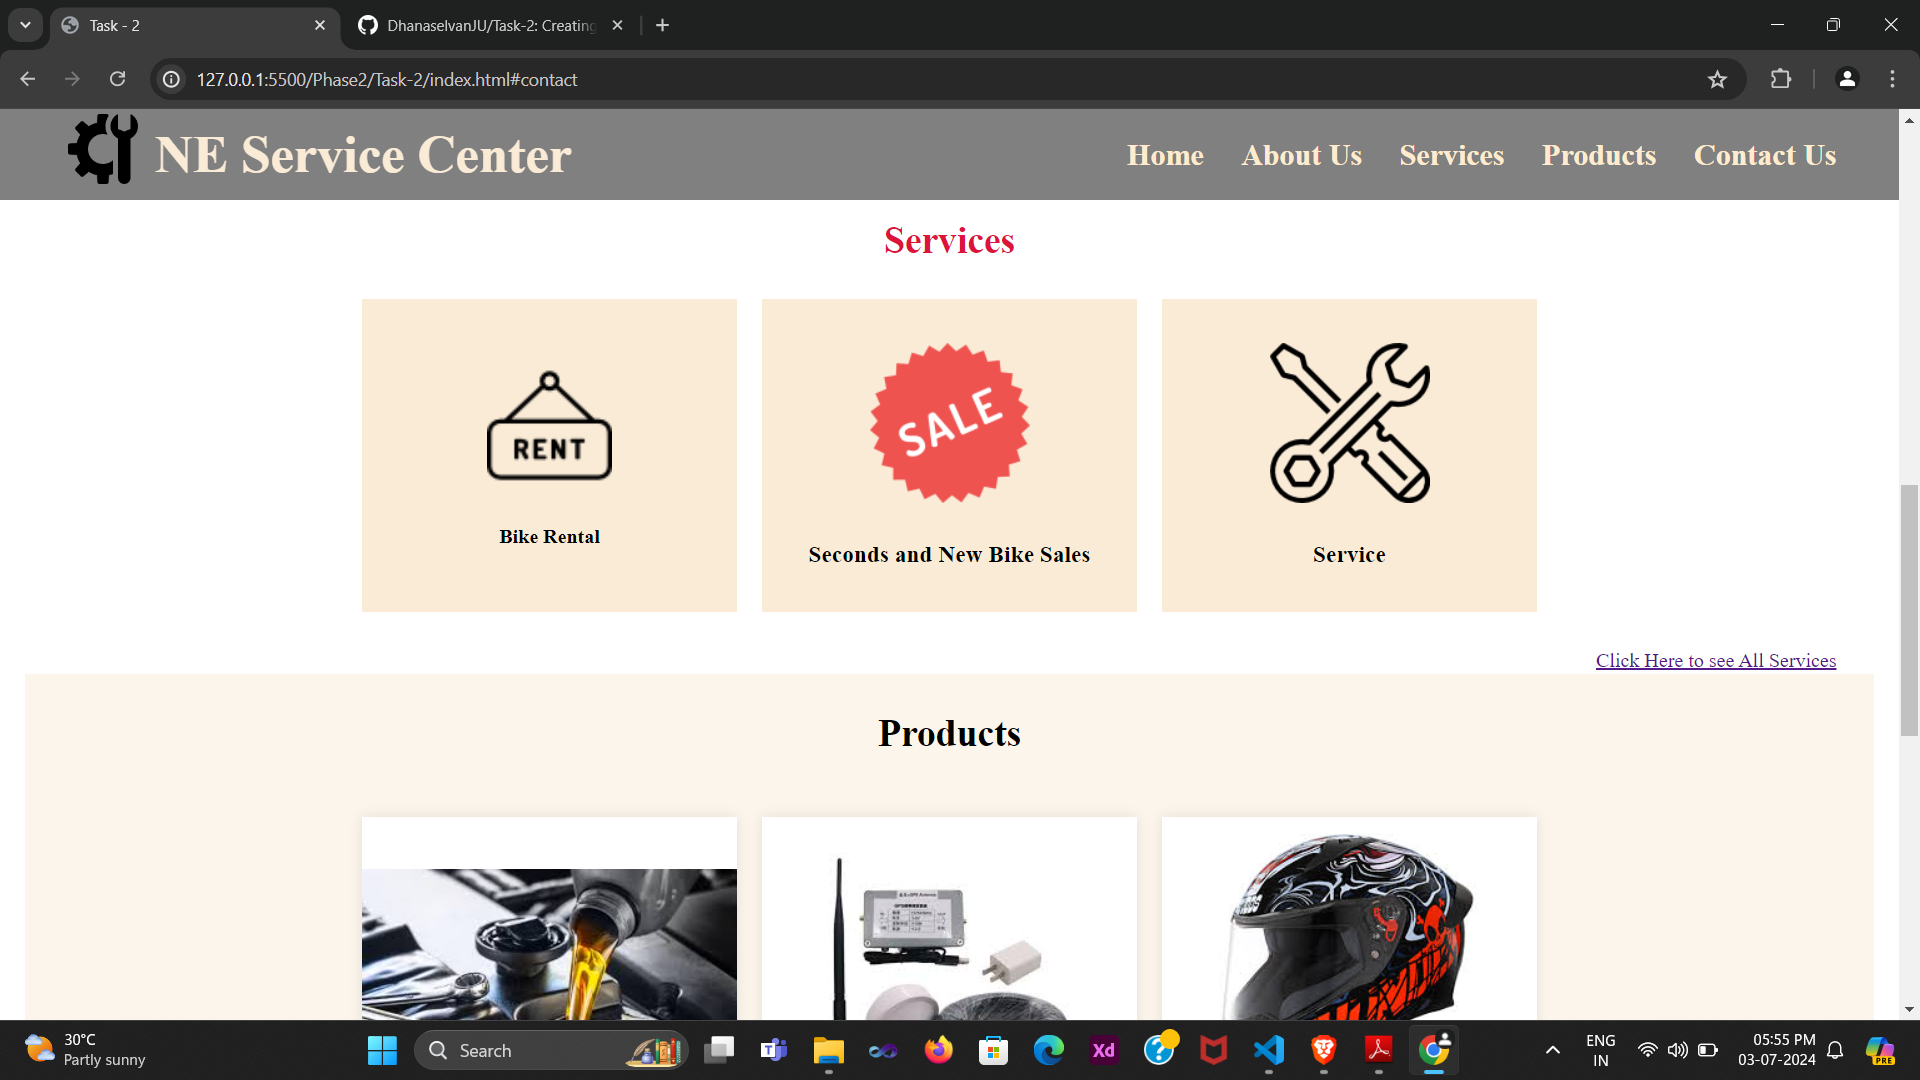 Task - 2
DhanaselvanJU/Task-2: Creating
127.0.0.1:5500/Phase2/Task-2/index.html#contact
NE Service Center
Home About Us Services Products Contact Us
Services
RENT
SALE
Bike Rental
Seconds and New Bike Sales
Service
Click Here to see All Services
Products
30°C
Partly sunny
Search
Xd
ENG
IN
05:55 PM
03-07-2024
PRE